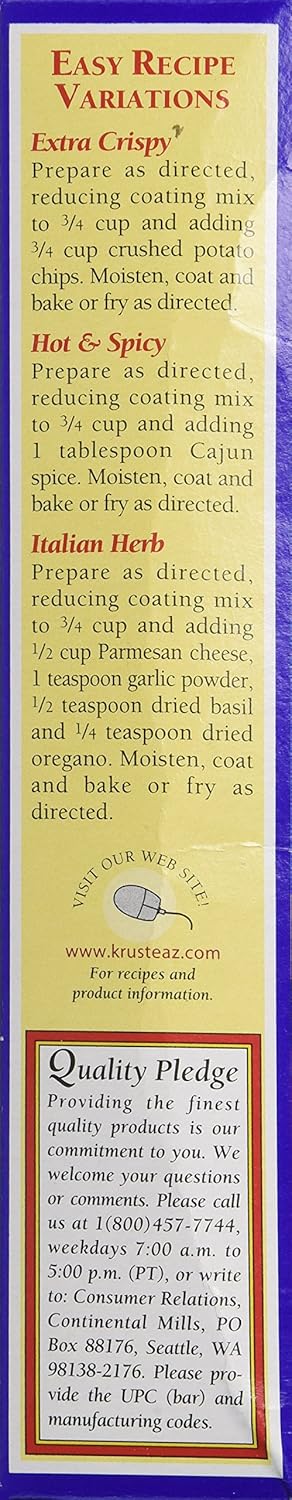 EASY RECIPE
VARIATIONS
Extra Crispy
Prepare as directed,
reducing coating mix
to 3/4 cup and adding
3/4 cup crushed potato
chips. Moisten, coat and
bake or fry as directed.
Hot & Spicy
Prepare as directed,
reducing coating mix
to 3/4 cup and adding
1 tablespoon Cajun
spice. Moisten, coat and
bake or fry as directed.
Italian Herb
Prepare as directed,
reducing coating mix
to 3/4 cup and adding
1/2 cup Parmesan cheese,
1 teaspoon garlic powder,
1/2 teaspoon dried basil
and 1/4 teaspoon dried
oregano. Moisten, coat
and bake or fry as
directed.
VISIT OUR WEB SITE!
www.krusteaz.com
For recipes and
product information.
Quality Pledge
Providing the finest
quality products is our
commitment to you. We
welcome your questions
or comments. Please call
us at 1(800)457-7744,
weekdays 7:00 a.m. to
5:00 p.m. (PT), or write
to: Consumer Relations,
Continental Mills, PO
Box 88176, Seattle, WA
98138-2176. Please pro-
vide the UPC (bar) and
manufacturing codes.